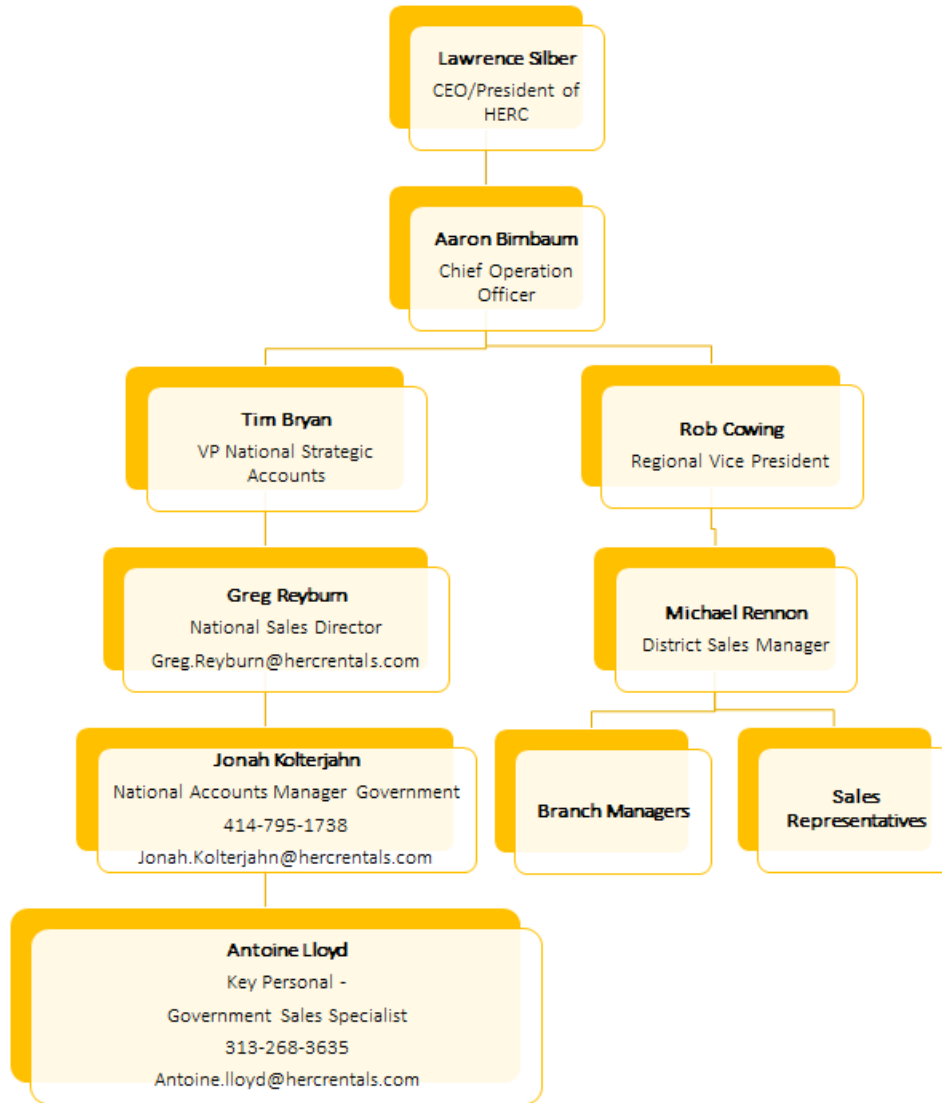 Lawrence Silber
CEO/President of
HERC
Aaron Birnbaum
Chief Operation
Officer
Tim Bryan
VP National Strategic
Accounts
Rob Cowing
Regional Vice President
Greg Reyburn
National Sales Director
Greg.Reyburn@hercrentals.com
Michael Rennon
District Sales Manager
Jonah Kolterjahn
National Accounts Manager Government
414-795-1738
Jonah.Kolterjahn@hercrentals.com
Branch Managers
Sales
Representatives
Antoine Lloyd
Key Personal -
Government Sales Specialist
313-268-3635
Antoine.lloyd@hercrentals.com